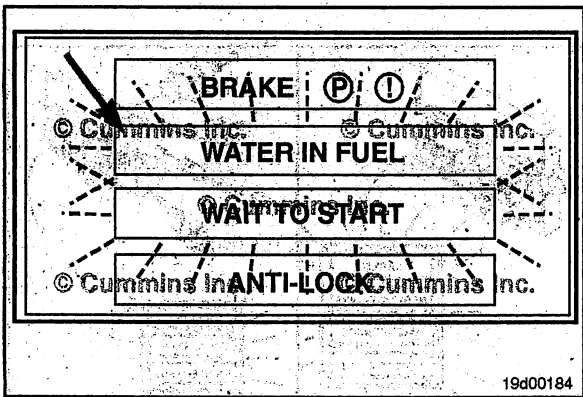 BRAKE Ⓟ ⓘ
© Cummins Inc. © Cummins Inc.
WATER IN FUEL
© Cummins Inc.
WAIT TO START
© Cummins Inc. © Cummins Inc.
ANTI-LOCK
19d00184